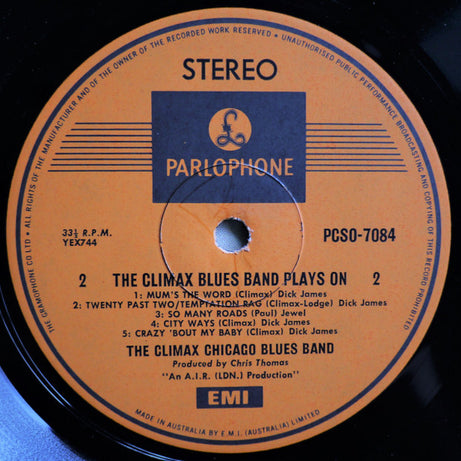 ALL RIGHTS OF THE MANUFACTURER AND OF THE OWNER OF THE RECORDED WORK RESERVED • UNAUTHORISED PUBLIC PERFORMANCE BROADCASTING AND COPYING OF THIS RECORD PROHIBITED
THE GRAMOPHONE CO LTD •
STEREO
£
PARLOPHONE
33⅓ R.P.M.
YEX744
PCSO-7084
2 THE CLIMAX BLUES BAND PLAYS ON 2
1: MUM'S THE WORD (Climax) Dick James
2: TWENTY PAST TWO/TEMPTATION RAG (Climax-Lodge) Dick James
3: SO MANY ROADS (Paul) Jewel
4: CITY WAYS (Climax) Dick James
5: CRAZY 'BOUT MY BABY (Climax) Dick James
THE CLIMAX CHICAGO BLUES BAND
Produced by Chris Thomas
"An A.I.R. (LDN.) Production"
EMI
MADE IN AUSTRALIA BY E.M.I. (AUSTRALIA) LIMITED